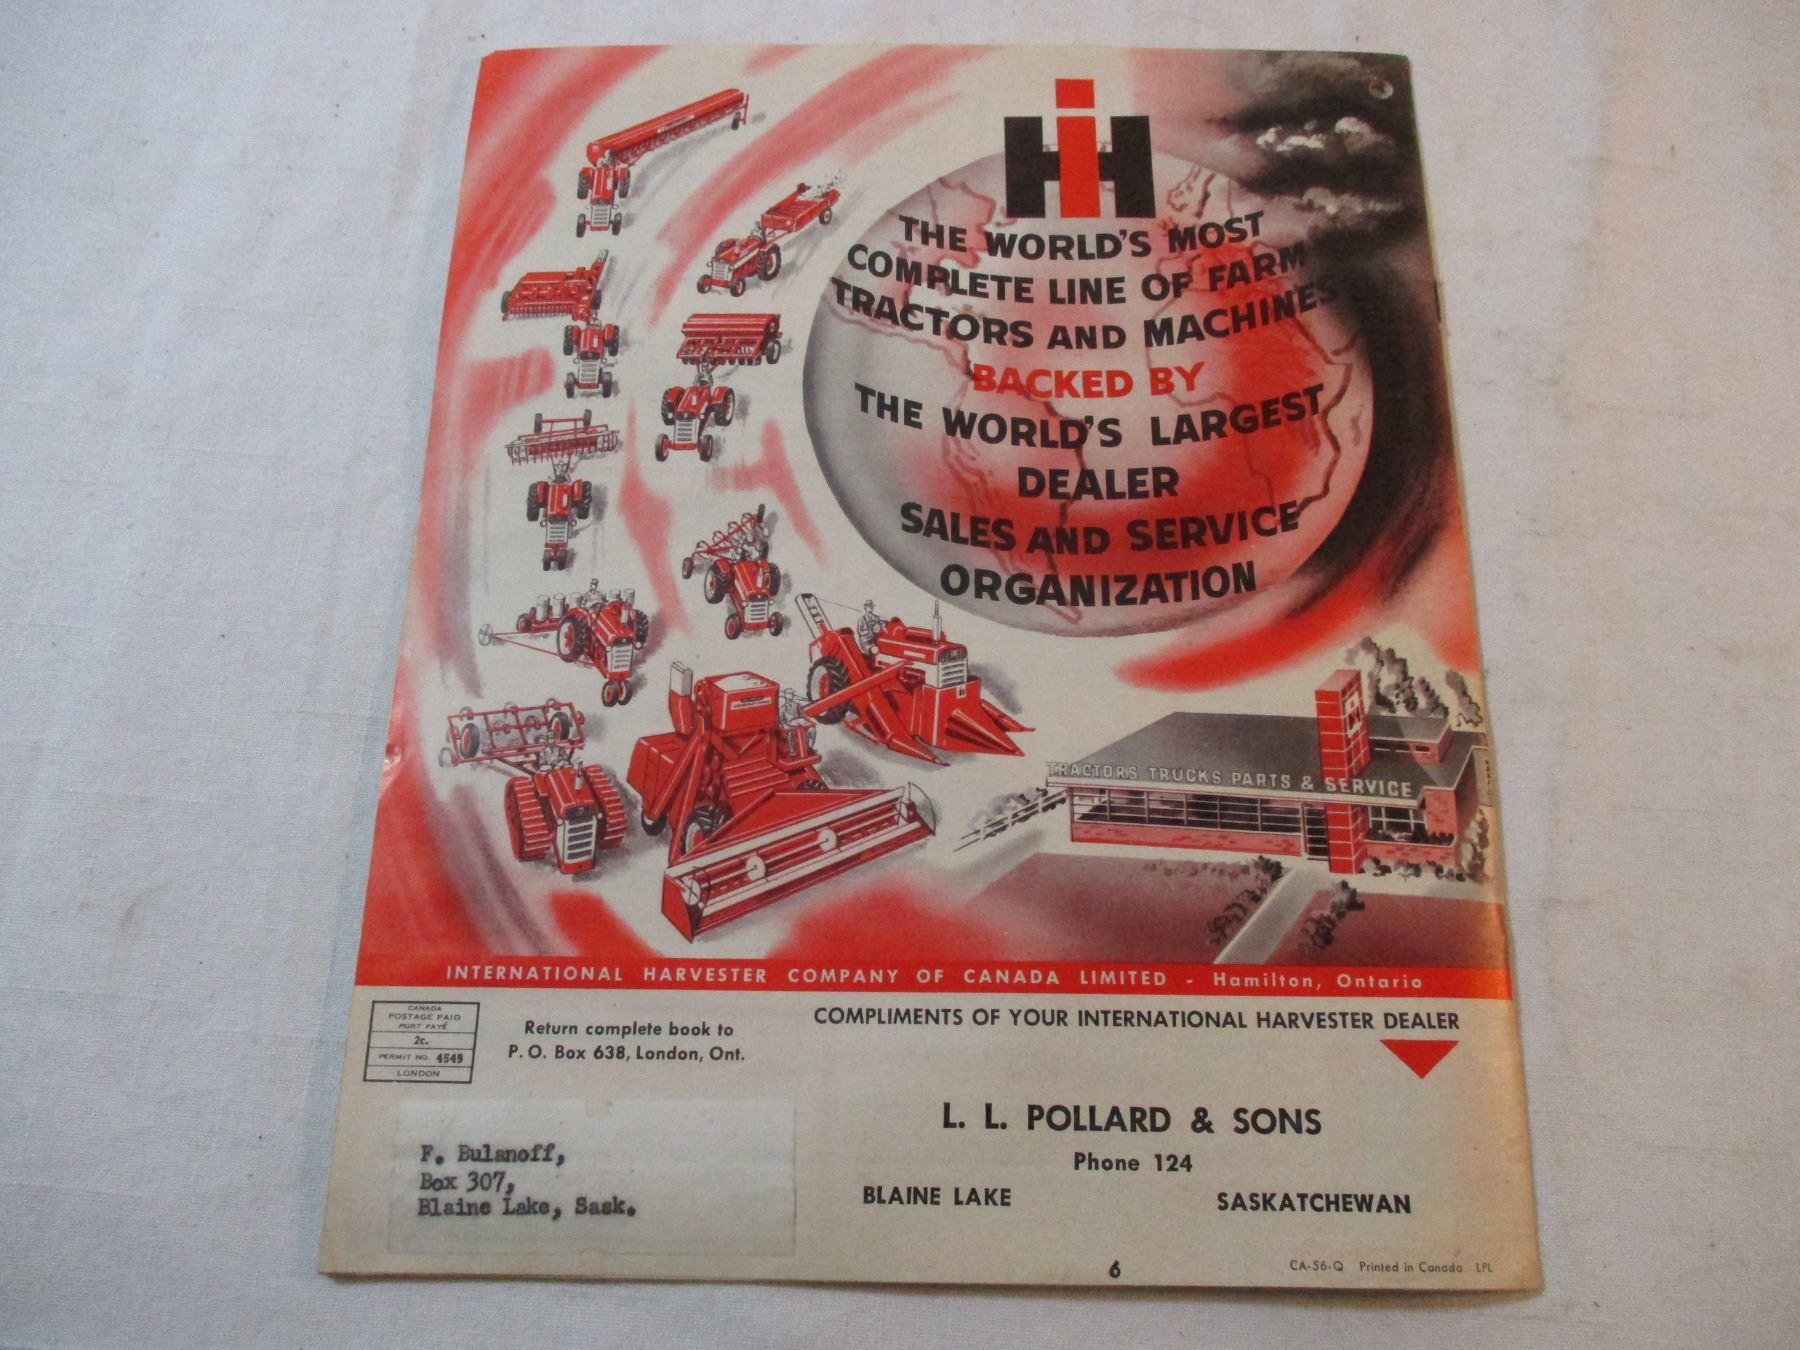 IH
THE WORLD'S MOST
COMPLETE LINE OF FARM
TRACTORS AND MACHINES
BACKED BY
THE WORLD'S LARGEST
DEALER
SALES AND SERVICE
ORGANIZATION
TRACTORS TRUCKS PARTS & SERVICE
INTERNATIONAL HARVESTER COMPANY OF CANADA LIMITED - Hamilton, Ontario
CANADA
POSTAGE PAID
PORT PAYÉ
2c.
PERMIT NO. 4549
LONDON
Return complete book to
P. O. Box 638, London, Ont.
F. Bulanoff,
Box 307,
Blaine Lake, Sask.
COMPLIMENTS OF YOUR INTERNATIONAL HARVESTER DEALER
L. L. POLLARD & SONS
Phone 124
BLAINE LAKE SASKATCHEWAN
6
CA-56-Q Printed in Canada LPL